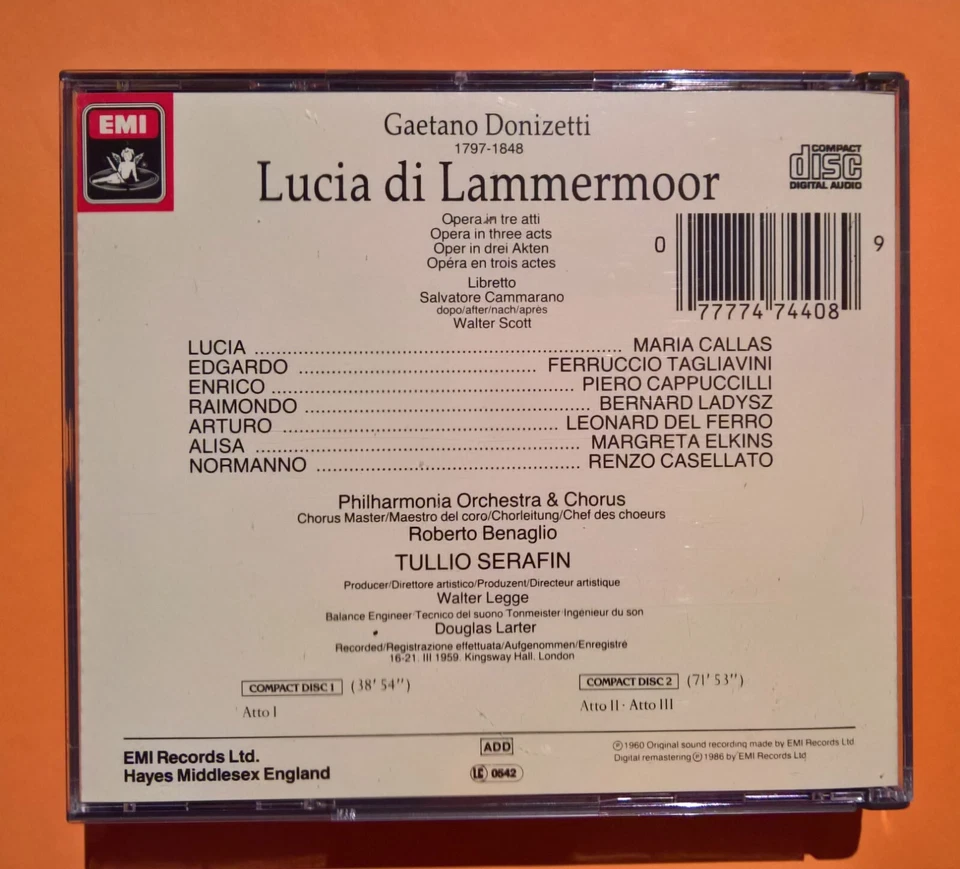 EMI
Gaetano Donizetti
1797-1848
Lucia di Lammermoor
COMPACT
disc
DIGITAL AUDIO
Opera in tre atti
Opera in three acts
Oper in drei Akten
Opéra en trois actes
Libretto
Salvatore Cammarano
dopo/after/nach/après
Walter Scott
0 77774 74408 9
LUCIA ........ MARIA CALLAS
EDGARDO ........ FERRUCCIO TAGLIAVINI
ENRICO ........ PIERO CAPPUCCILLI
RAIMONDO ........ BERNARD LADYSZ
ARTURO ........ LEONARD DEL FERRO
ALISA ........ MARGRETA ELKINS
NORMANNO ........ RENZO CASELLATO
Philharmonia Orchestra & Chorus
Chorus Master/Maestro del coro/Chorleitung/Chef des choeurs
Roberto Benaglio
TULLIO SERAFIN
Producer/Direttore artistico/Produzent/Directeur artistique
Walter Legge
Balance Engineer Tecnico del suono Tonmeister Ingenieur du son
Douglas Larter
Recorded/Registrazione effettuata/Aufgenommen/Enregistré
16-21. III 1959. Kingsway Hall. London
COMPACT DISC 1 (38' 54")
Atto I
COMPACT DISC 2 (71' 53")
Atto II · Atto III
EMI Records Ltd.
Hayes Middlesex England
ADD
LC 0542
℗ 1960 Original sound recording made by EMI Records Ltd
Digital remastering ℗ 1986 by EMI Records Ltd